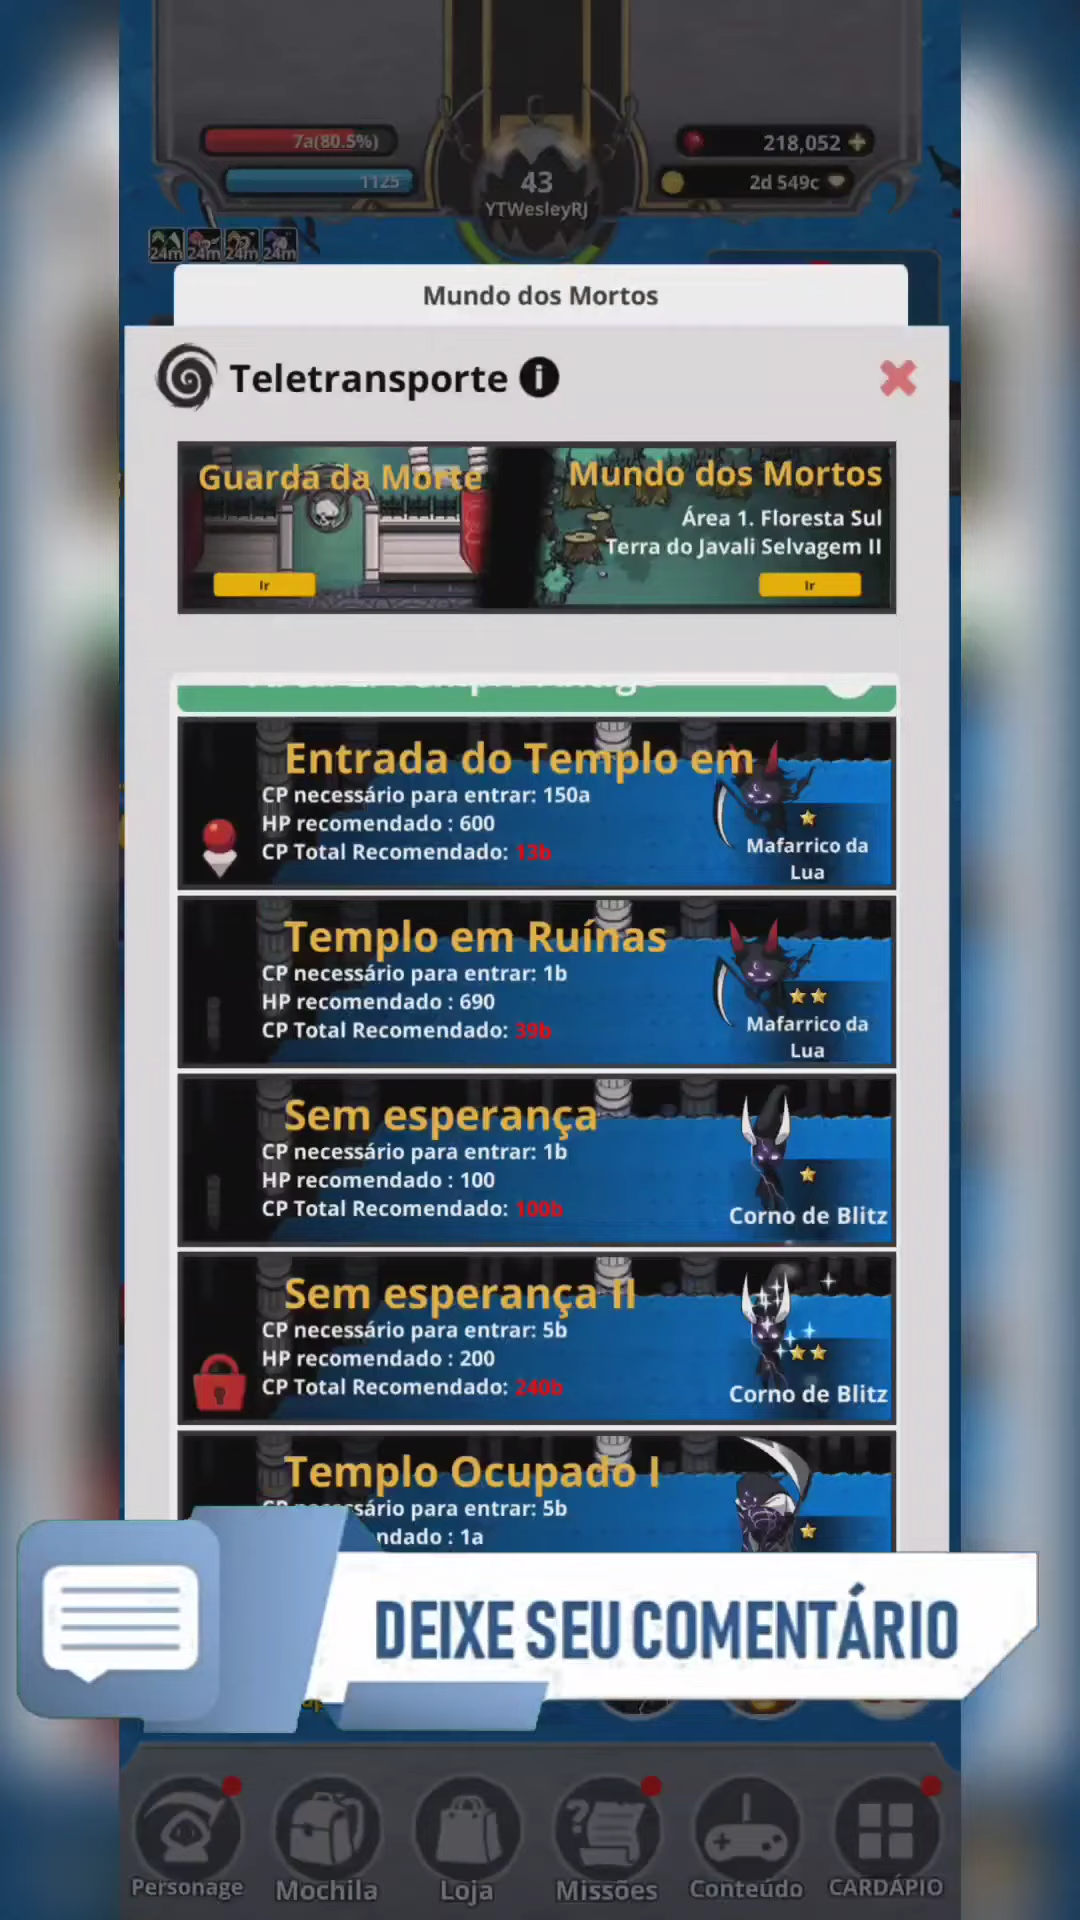 7a(80.5%)
1125
43
YTWesleyRJ
218,052
2d 549c
24m 24m 24m 24m
Mundo dos Mortos
Teletransporte i
Guarda da Morte
Ir
Mundo dos Mortos
Área 1. Floresta Sul
Terra do Javali Selvagem II
Ir
Entrada do Templo em
CP necessário para entrar: 150a
HP recomendado : 600
CP Total Recomendado: 13b
Mafarrico da
Lua
Templo em Ruínas
CP necessário para entrar: 1b
HP recomendado : 690
CP Total Recomendado: 39b
Mafarrico da
Lua
Sem esperança
CP necessário para entrar: 1b
HP recomendado : 100
CP Total Recomendado: 100b
Corno de Blitz
Sem esperança II
CP necessário para entrar: 5b
HP recomendado : 200
CP Total Recomendado: 240b
Corno de Blitz
Templo Ocupado I
CP necessário para entrar: 5b
ndado : 1a
DEIXE SEU COMENTÁRIO
Personage
Mochila
Loja
Missões
Conteúdo
CARDÁPIO